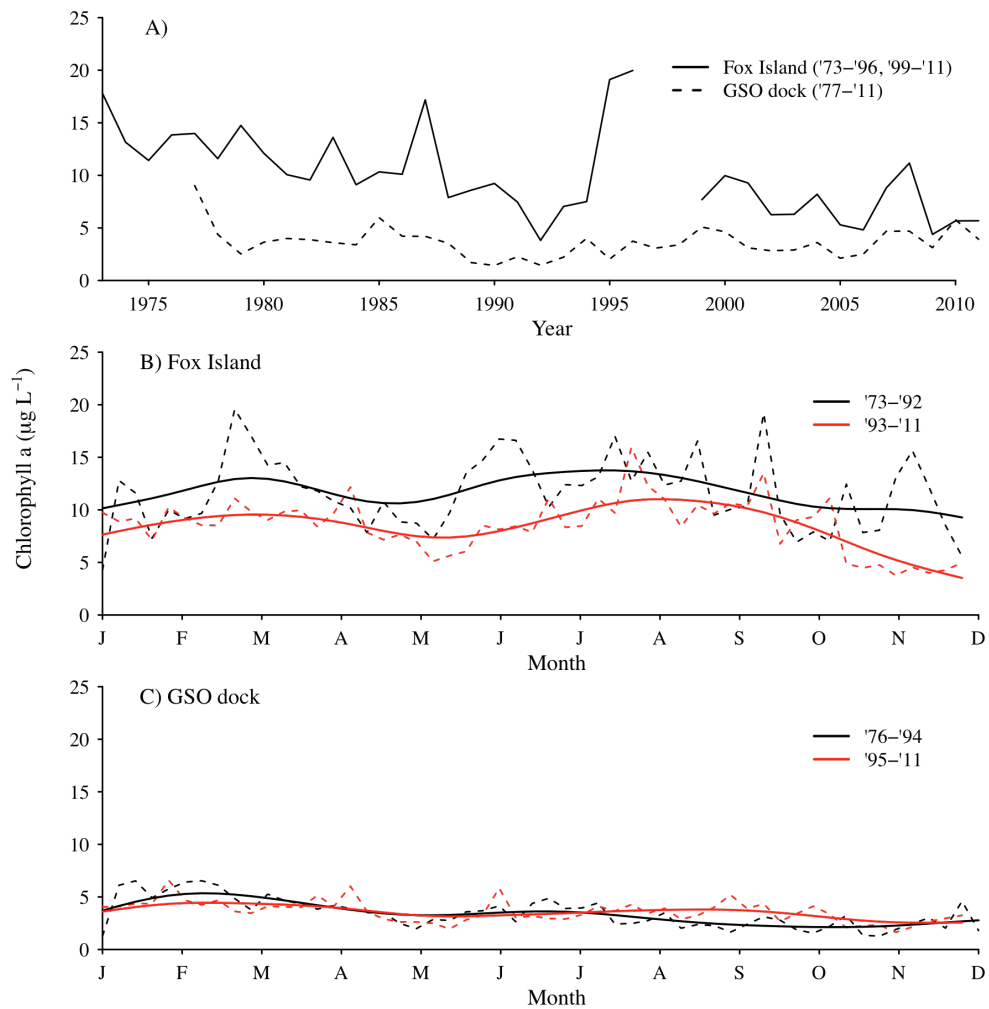 A)
25
20
15
10
5
0
Fox Island ('73–'96, '99–'11)
GSO dock ('77–'11)
1975 1980 1985 1990 1995 2000 2005 2010
Year
Chlorophyll a (µg L⁻¹)
B) Fox Island
25
20
15
10
5
0
'73–'92
'93–'11
J F M A M J J A S O N D
Month
C) GSO dock
25
20
15
10
5
0
'76–'94
'95–'11
J F M A M J J A S O N D
Month